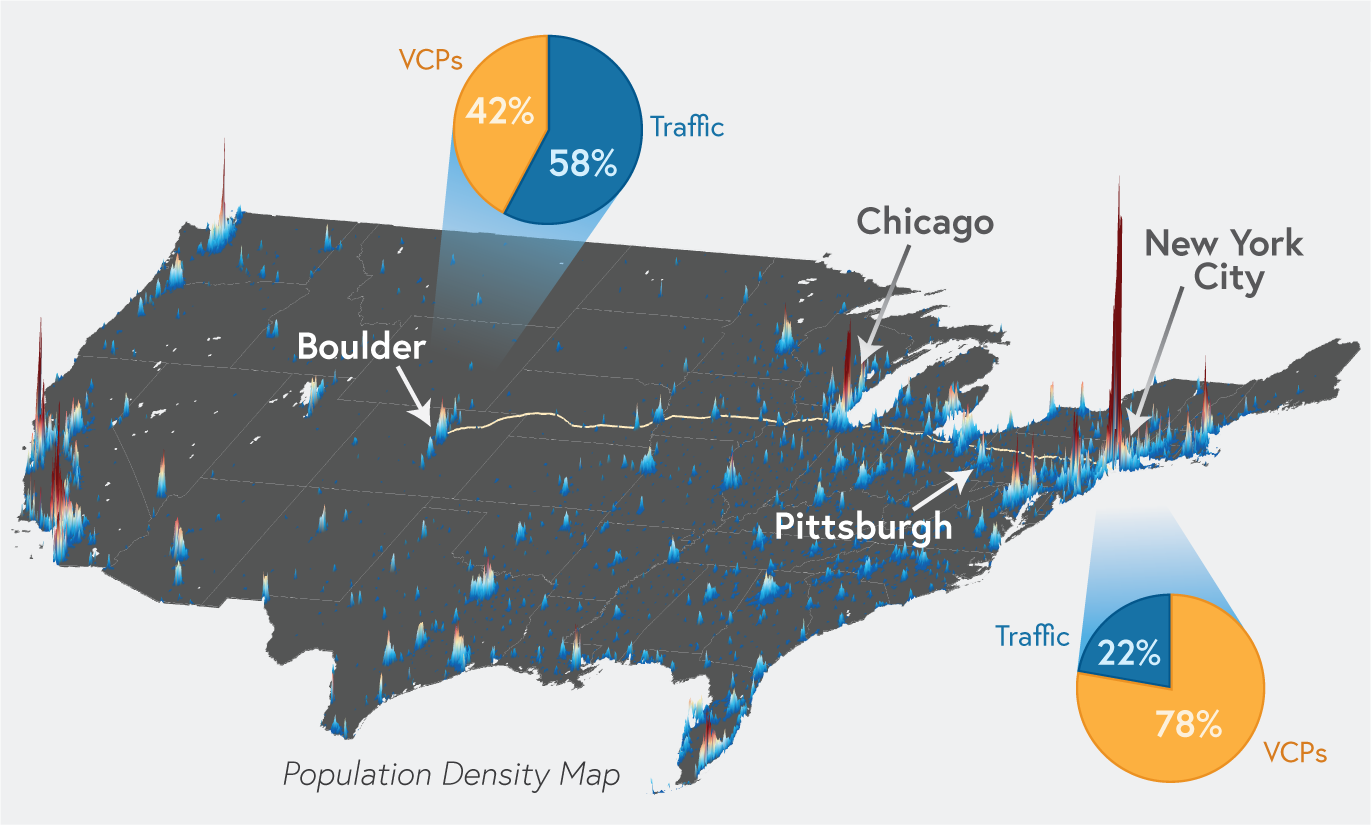 VCPs
42%
Traffic
58%
Chicago
New York
City
Boulder
Pittsburgh
Traffic
22%
78%
VCPs
Population Density Map